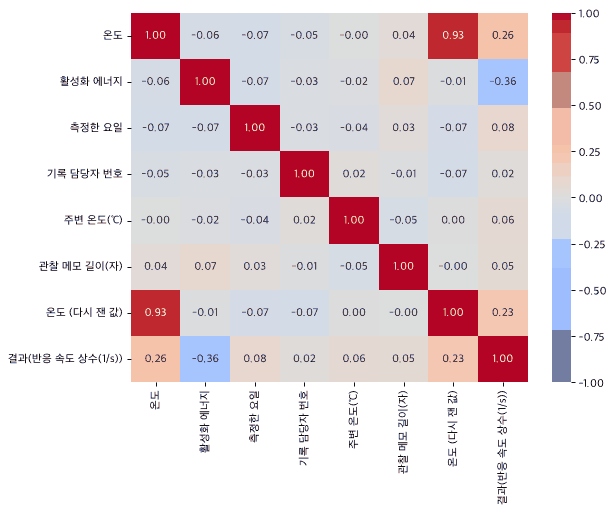 온도 1.00 -0.06 -0.07 -0.05 -0.00 0.04 0.93 0.26
활성화 에너지 -0.06 1.00 -0.07 -0.03 -0.02 0.07 -0.01 -0.36
측정한 요일 -0.07 -0.07 1.00 -0.03 -0.04 0.03 -0.07 0.08
기록 담당자 번호 -0.05 -0.03 -0.03 1.00 0.02 -0.01 -0.07 0.02
주변 온도(℃) -0.00 -0.02 -0.04 0.02 1.00 -0.05 0.00 0.06
관찰 메모 길이(자) 0.04 0.07 0.03 -0.01 -0.05 1.00 -0.00 0.05
온도 (다시 잰 값) 0.93 -0.01 -0.07 -0.07 0.00 -0.00 1.00 0.23
결과(반응 속도 상수(1/s)) 0.26 -0.36 0.08 0.02 0.06 0.05 0.23 1.00
온도
활성화 에너지
측정한 요일
기록 담당자 번호
주변 온도(℃)
관찰 메모 길이(자)
온도 (다시 잰 값)
결과(반응 속도 상수(1/s))
1.00
0.75
0.50
0.25
0.00
-0.25
-0.50
-0.75
-1.00